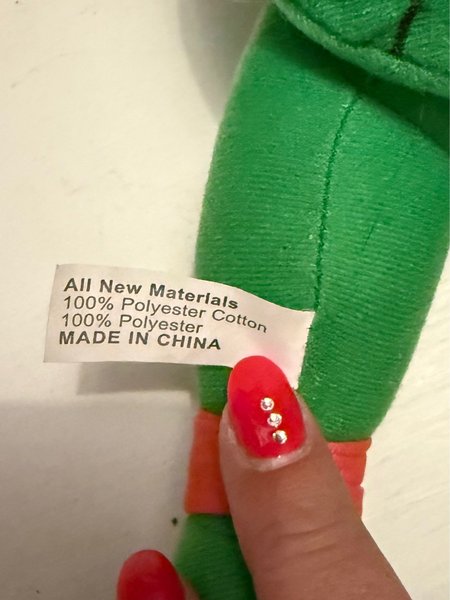 All New Materials
100% Polyester Cotton
100% Polyester
MADE IN CHINA